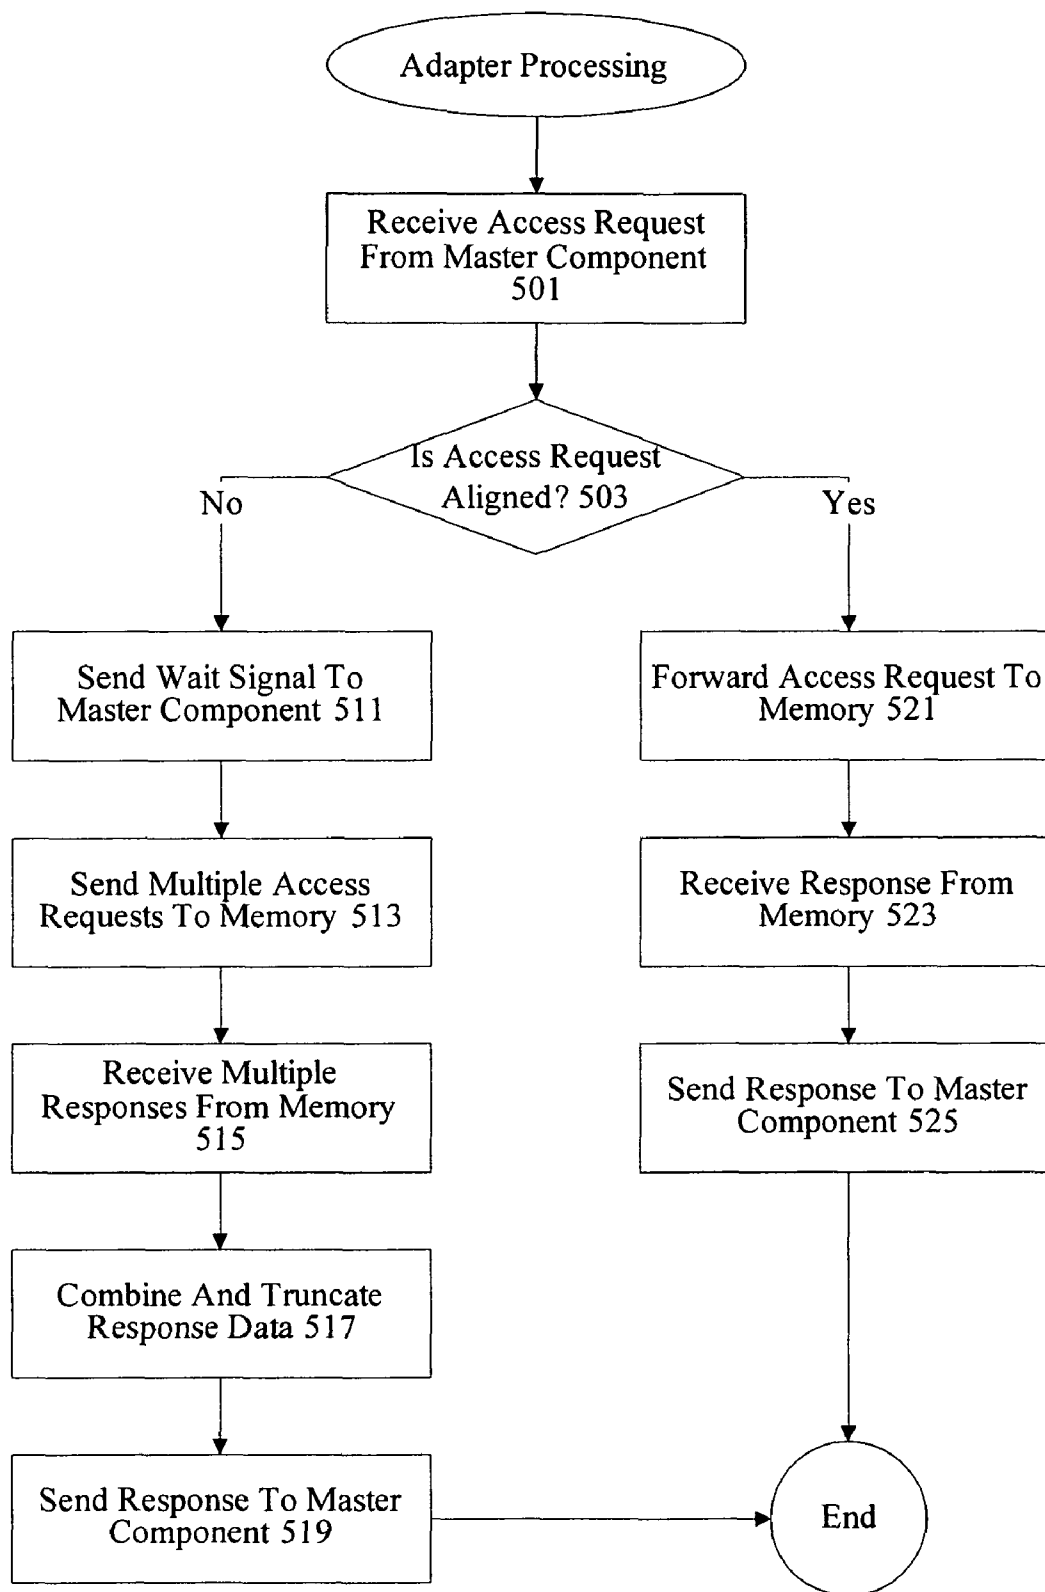 Adapter Processing
Receive Access Request
From Master Component
501
Is Access Request
Aligned? 503
No
Yes
Send Wait Signal To
Master Component 511
Forward Access Request To
Memory 521
Send Multiple Access
Requests To Memory 513
Receive Response From
Memory 523
Receive Multiple
Responses From Memory
515
Send Response To Master
Component 525
Combine And Truncate
Response Data 517
Send Response To Master
Component 519
End